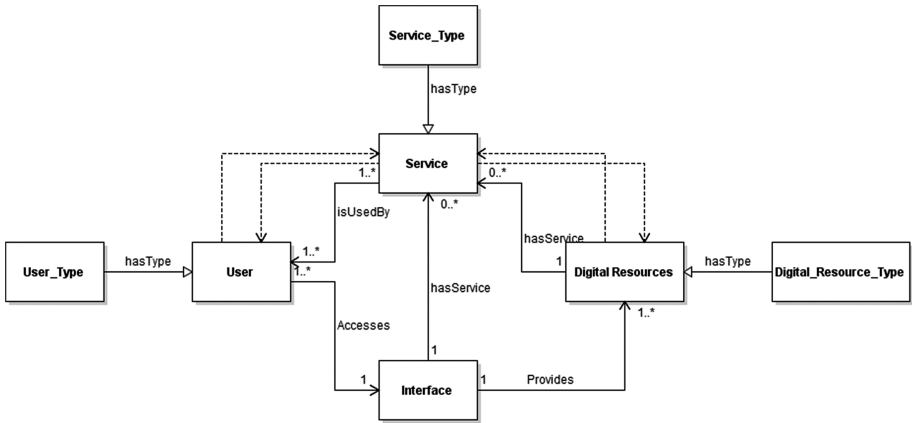 Service_Type
hasType
Service
1..*
0..*
isUsedBy
0..*
hasService
1..*
User_Type
hasType
User
1..*
hasService
1
Digital Resources
hasType
Digital_Resource_Type
1..*
Accesses
1
1
Interface
1
Provides